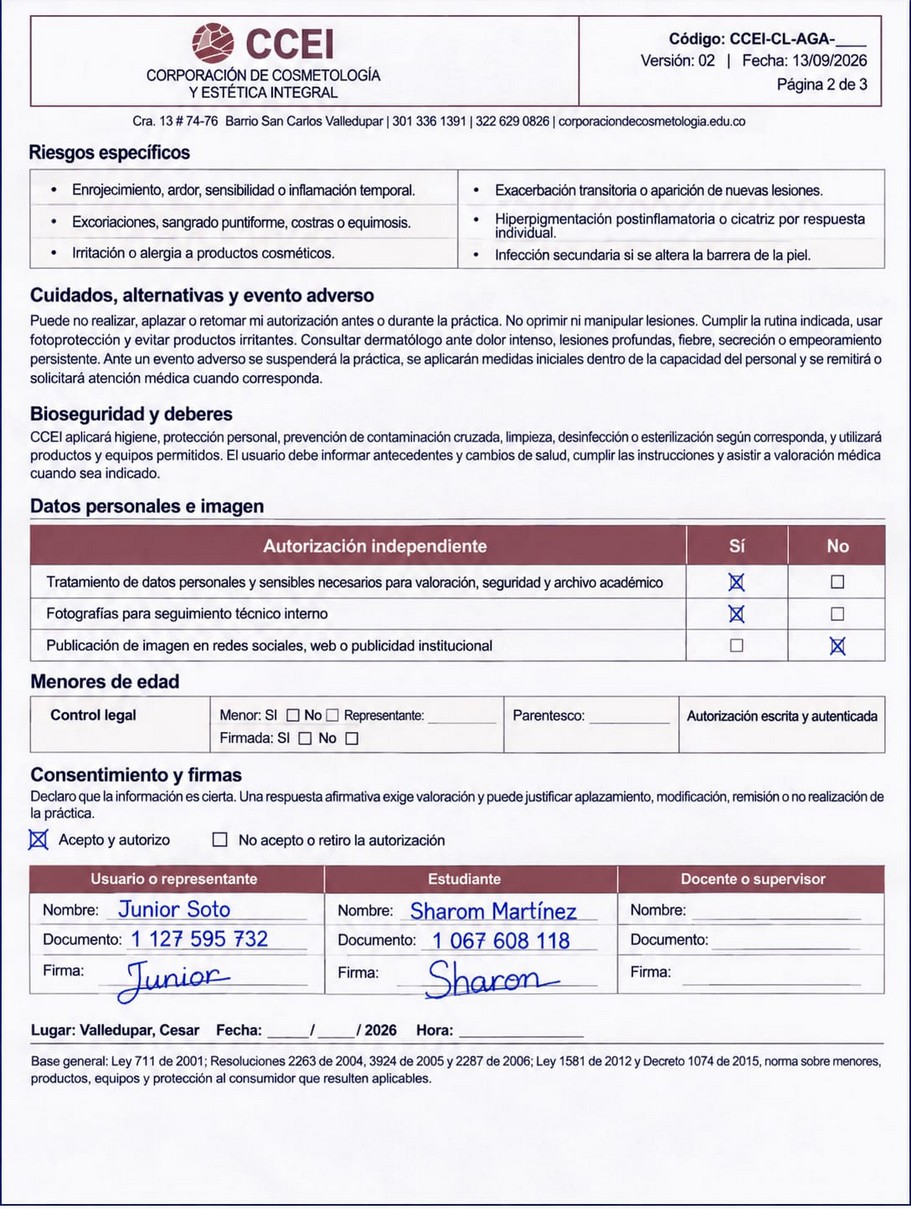 CCEI
CORPORACIÓN DE COSMETOLOGÍA
Y ESTÉTICA INTEGRAL
Código: CCEI-CL-AGA-____
Versión: 02 | Fecha: 13/09/2026
Página 2 de 3
Cra. 13 # 74-76 Barrio San Carlos Valledupar | 301 336 1391 | 322 629 0826 | corporaciondecosmetologia.edu.co
Riesgos específicos
• Enrojecimiento, ardor, sensibilidad o inflamación temporal.
• Exacerbación transitoria o aparición de nuevas lesiones.
• Excoriaciones, sangrado puntiforme, costras o equimosis.
• Hiperpigmentación postinflamatoria o cicatriz por respuesta
individual.
• Irritación o alergia a productos cosméticos.
• Infección secundaria si se altera la barrera de la piel.
Cuidados, alternativas y evento adverso
Puede no realizar, aplazar o retomar mi autorización antes o durante la práctica. No oprimir ni manipular lesiones. Cumplir la rutina indicada, usar
fotoprotección y evitar productos irritantes. Consultar dermatólogo ante dolor intenso, lesiones profundas, fiebre, secreción o empeoramiento
persistente. Ante un evento adverso se suspenderá la práctica, se aplicarán medidas iniciales dentro de la capacidad del personal y se remitirá o
solicitará atención médica cuando corresponda.
Bioseguridad y deberes
CCEI aplicará higiene, protección personal, prevención de contaminación cruzada, limpieza, desinfección o esterilización según corresponda, y utilizará
productos y equipos permitidos. El usuario debe informar antecedentes y cambios de salud, cumplir las instrucciones y asistir a valoración médica
cuando sea indicado.
Datos personales e imagen
Autorización independiente Sí No
Tratamiento de datos personales y sensibles necesarios para valoración, seguridad y archivo académico ☒ ☐
Fotografías para seguimiento técnico interno ☒ ☐
Publicación de imagen en redes sociales, web o publicidad institucional ☐ ☒
Menores de edad
Control legal
Menor: SI ☐ No ☐ Representante: __________
Firmada: SI ☐ No ☐
Parentesco: __________
Autorización escrita y autenticada
Consentimiento y firmas
Declaro que la información es cierta. Una respuesta afirmativa exige valoración y puede justificar aplazamiento, modificación, remisión o no realización de
la práctica.
☒ Acepto y autorizo ☐ No acepto o retiro la autorización
Usuario o representante
Nombre: Junior Soto
Documento: 1 127 595 732
Firma: Junior
Estudiante
Nombre: Sharom Martínez
Documento: 1 067 608 118
Firma: Sharon
Docente o supervisor
Nombre: __________
Documento: __________
Firma: __________
Lugar: Valledupar, Cesar Fecha: _____/_____/ 2026 Hora: __________
Base general: Ley 711 de 2001; Resoluciones 2263 de 2004, 3924 de 2005 y 2287 de 2006; Ley 1581 de 2012 y Decreto 1074 de 2015, norma sobre menores,
productos, equipos y protección al consumidor que resulten aplicables.